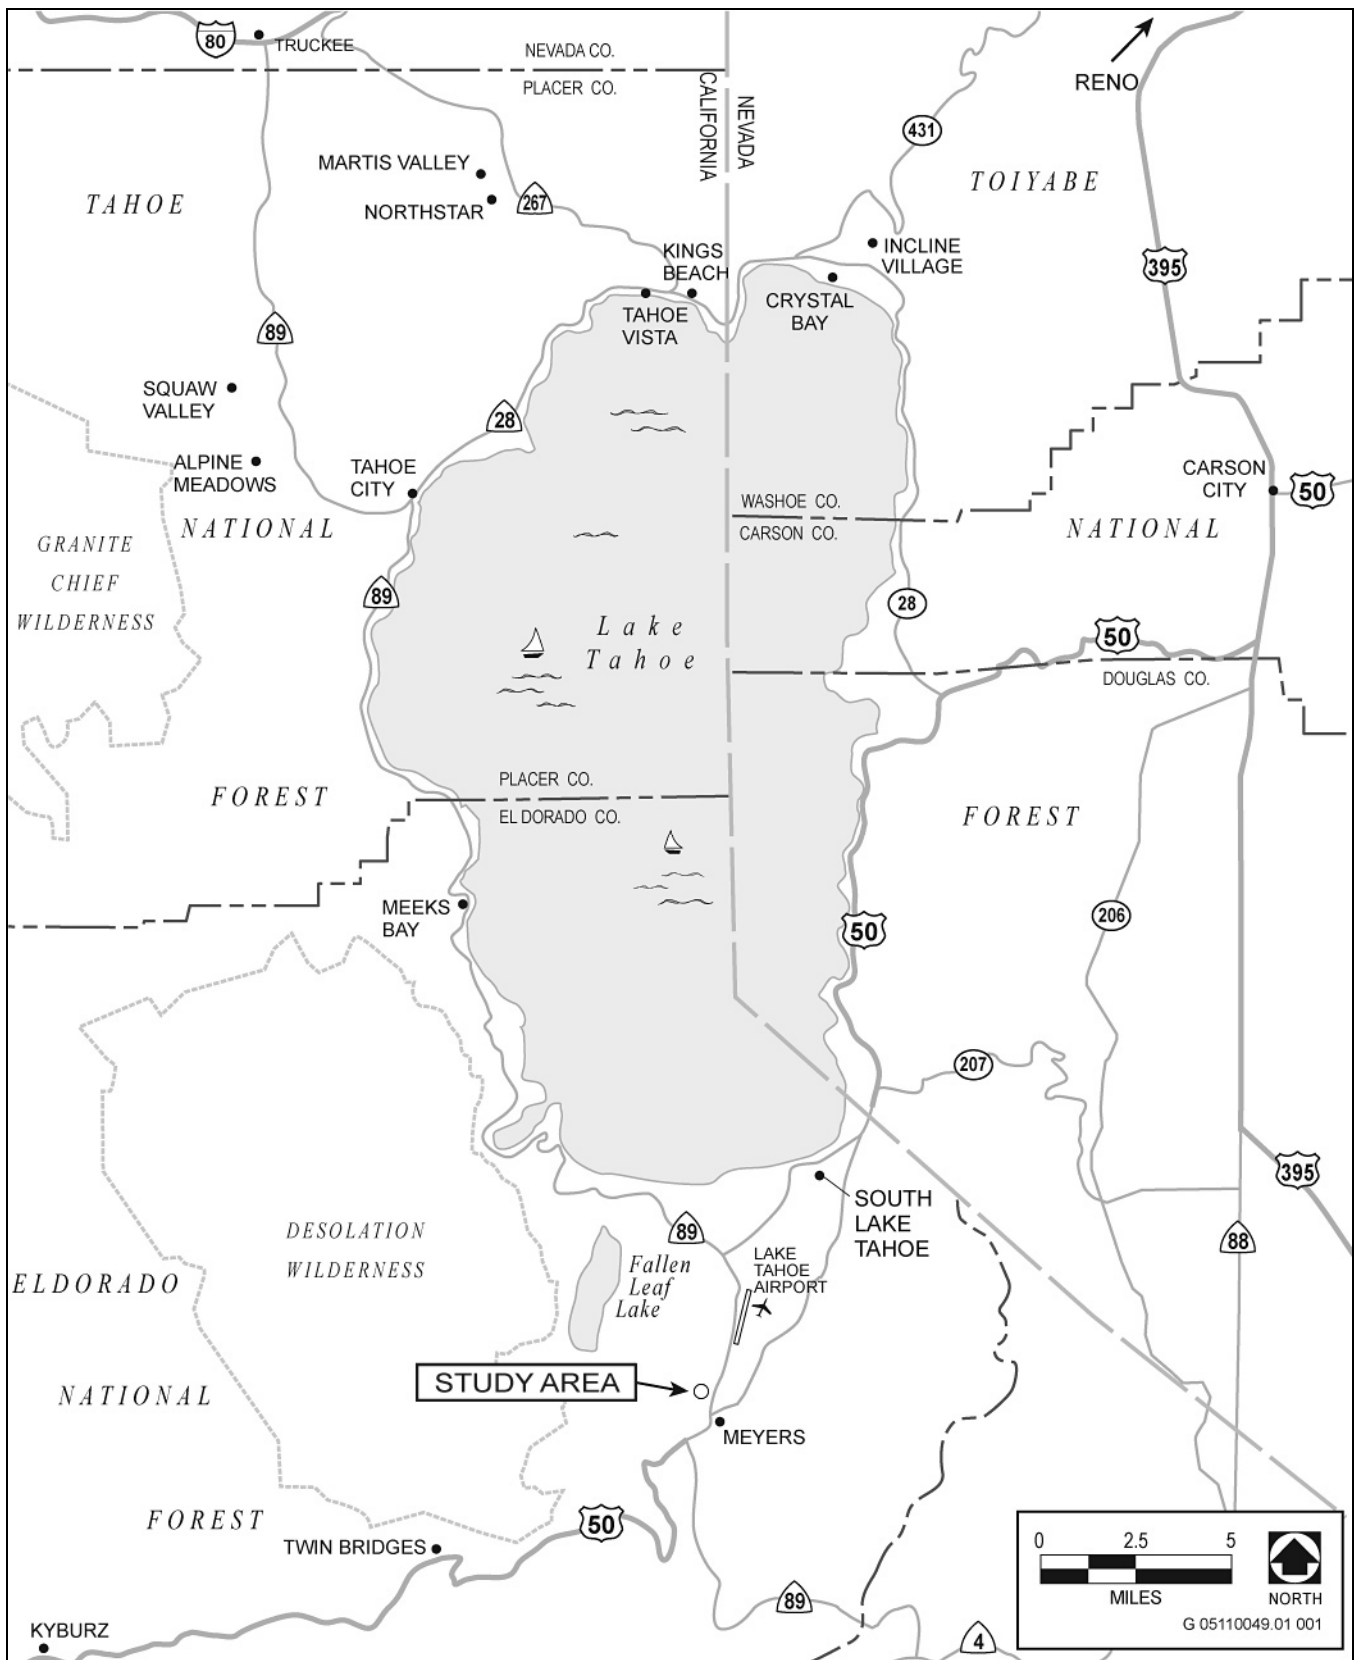 80
TRUCKEE
NEVADA CO.
PLACER CO.
CALIFORNIA
NEVADA
RENO
431
MARTIS VALLEY
NORTHSTAR
267
TAHOE
TOIYABE
KINGS
BEACH
INCLINE
VILLAGE
395
TAHOE
VISTA
CRYSTAL
BAY
89
SQUAW
VALLEY
28
ALPINE
MEADOWS
TAHOE
CITY
CARSON
CITY
50
WASHOE CO.
CARSON CO.
NATIONAL
NATIONAL
GRANITE
CHIEF
WILDERNESS
89
28
Lake
Tahoe
50
DOUGLAS CO.
PLACER CO.
EL DORADO CO.
FOREST
FOREST
MEEKS
BAY
50
206
207
395
SOUTH
LAKE
TAHOE
89
88
DESOLATION
WILDERNESS
Fallen
Leaf
Lake
LAKE
TAHOE
AIRPORT
ELDORADO
NATIONAL
FOREST
STUDY AREA
MEYERS
50
TWIN BRIDGES
KYBURZ
89
4
0 2.5 5
MILES
NORTH
G 05110049.01 001